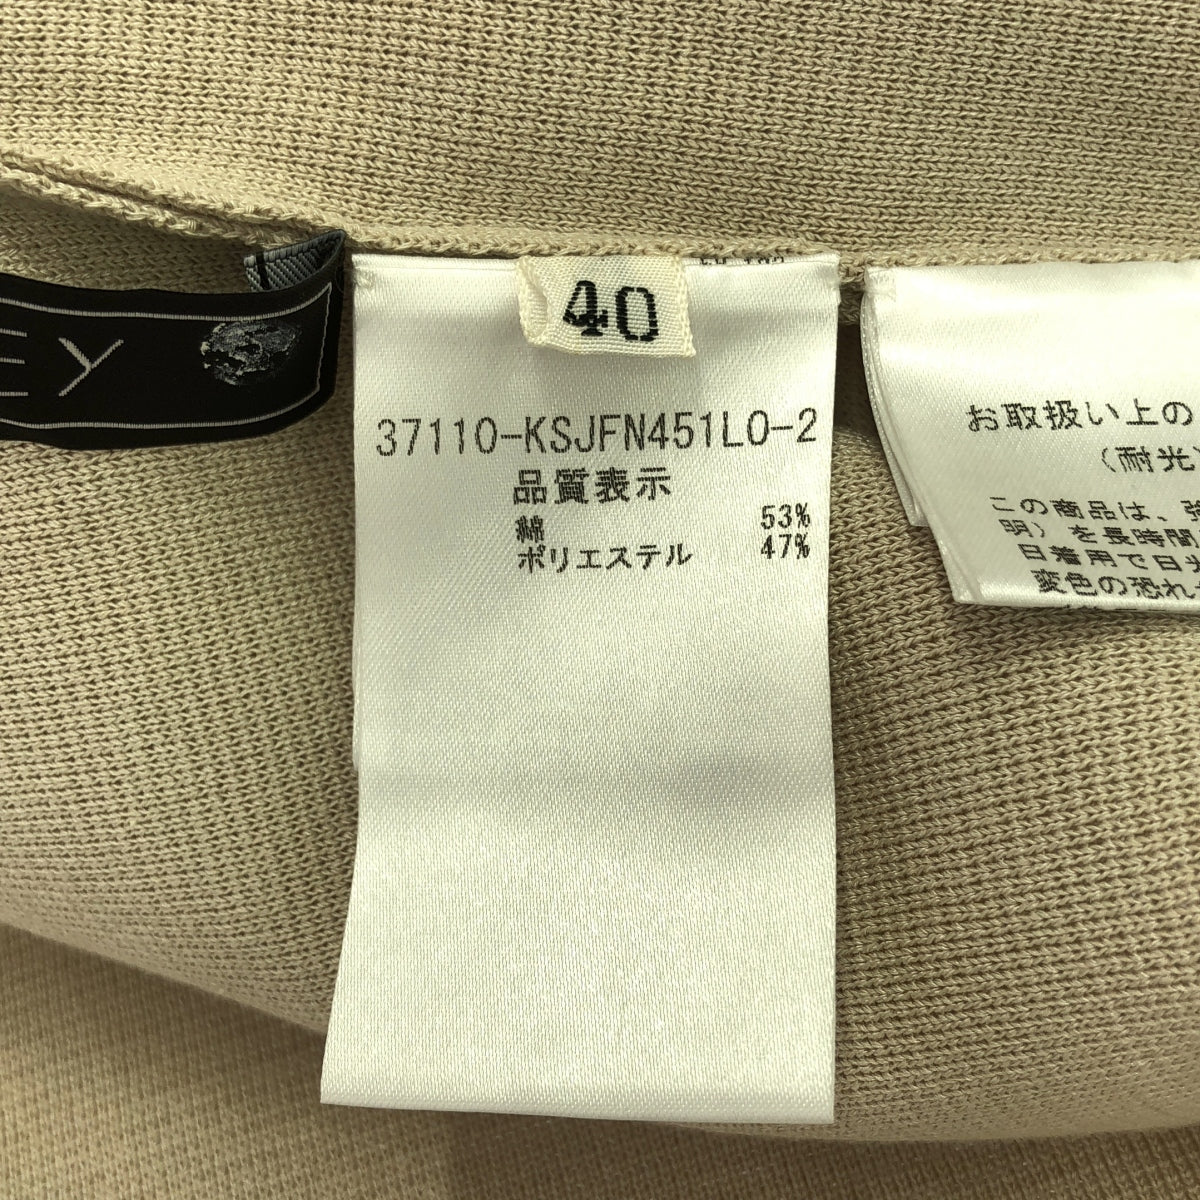 EY
40
37110-KSJFN451LO-2
品質表示
綿 53%
ポリエステル 47%
お取扱い上の
（耐光）
この商品は、強
明）を長時間
日着用で日光
変色の恐れ